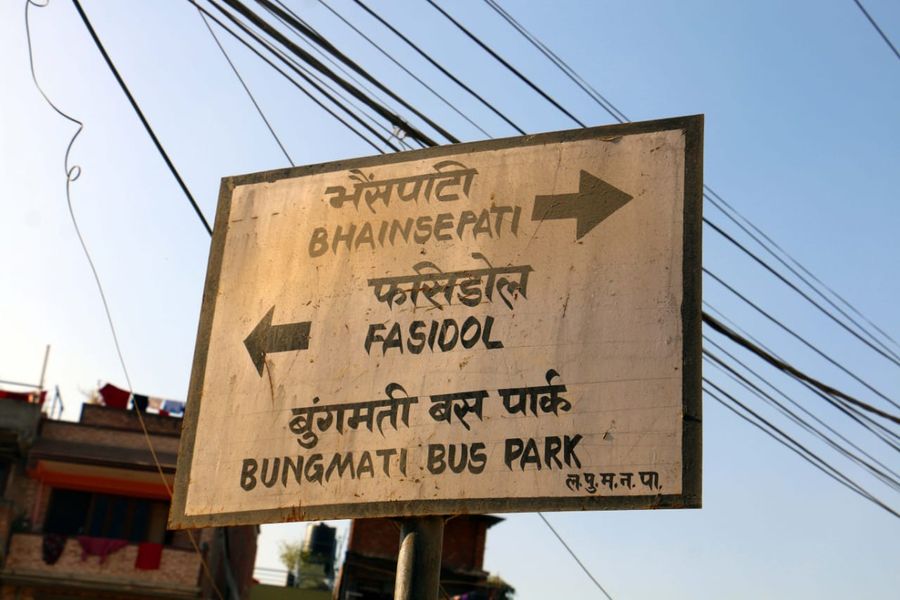 भैंसेपाटी
BHAINSEPATI
फसिडोल
FASIDOL
बुंगमती बस पार्क
BUNGMATI BUS PARK
ल.पु.म.न.पा.